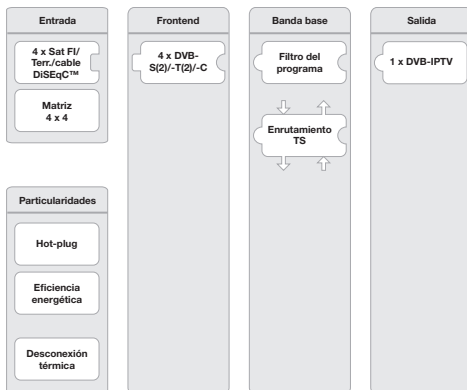 Entrada
4 x Sat FI/
Terr./cable
DiSEqC™
Matriz
4 x 4
Particularidades
Hot-plug
Eficiencia
energética
Desconexión
térmica
Frontend
4 x DVB-
S(2)/-T(2)/-C
Banda base
Filtro del
programa
Enrutamiento
TS
Salida
1 x DVB-IPTV